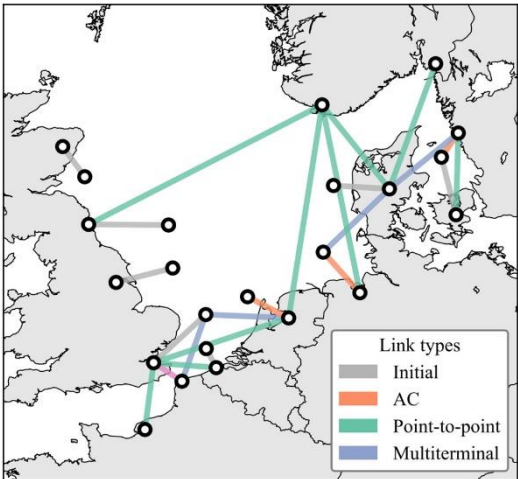 Link types
Initial
AC
Point-to-point
Multiterminal